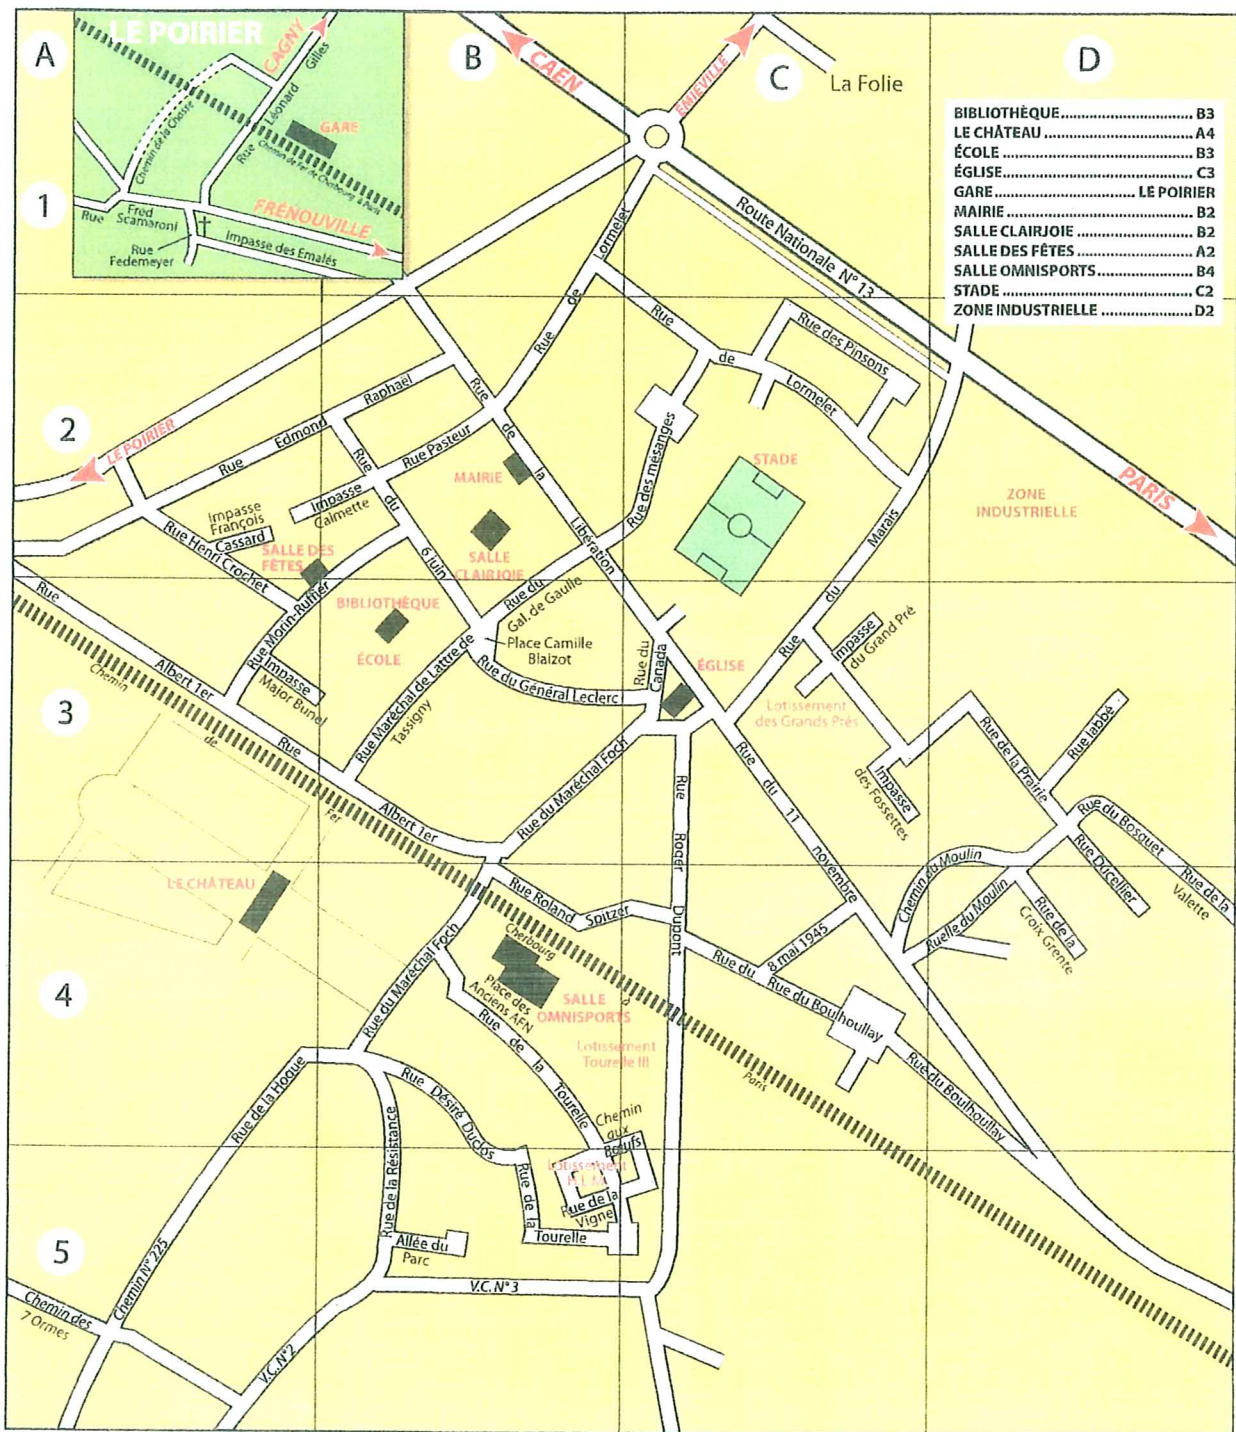 A
B
C
D
1
2
3
4
5
LE POIRIER
CAGNY
Rue Léonard Gilles
Chemin de la Chasse
GARE
Chemin de Fer de Cherbourg à Paris
Rue
Fred
Scamaroni
FRÉNOUVILLE
Rue
Fedemeyer
Impasse des Emalés
CAEN
ÉMIÉVILLE
La Folie
BIBLIOTHÈQUE.......... B3
LE CHÂTEAU.......... A4
ÉCOLE.......... B3
ÉGLISE.......... C3
GARE.......... LE POIRIER
MAIRIE.......... B2
SALLE CLAIRJOIE.......... B2
SALLE DES FÊTES.......... A2
SALLE OMNISPORTS.......... B4
STADE.......... C2
ZONE INDUSTRIELLE.......... D2
Route Nationale N° 13
Rue de Lormelet
Rue de Lormelet
Rue des Pinsons
Rue Edmond Raphaël
LE POIRIER
Rue Pasteur
Rue de la Libération
MAIRIE
Rue des mésanges
STADE
PARIS
ZONE
INDUSTRIELLE
Impasse
François
Cassard
Impasse
Calmette
Rue du 6 juin
Rue Henri Crochet
SALLE DES
FÊTES
SALLE
CLAIRJOIE
Rue du Marais
Rue Morin-Ruffier
BIBLIOTHÈQUE
ÉCOLE
Rue du
Gal. de Gaulle
Place Camille
Blaizot
Rue du
Canada
ÉGLISE
Impasse
du Grand Pré
Rue Albert 1er
Impasse
Major Bunel
Rue Maréchal de Lattre de
Tassigny
Rue du Général Leclerc
Lotissement
des Grands Prés
Rue Albert 1er
Rue du Maréchal Foch
Rue du 11 novembre
Impasse
des Fossettes
Rue de la Prairie
Rue labbé
Rue du Bosquet
Rue Ducellier
Rue de la
Valette
Chemin du Moulin
Ruelle du Moulin
Rue de la
Croix Grente
Chemin de Fer
Cherbourg
à
Paris
LE CHÂTEAU
Rue Roland Spitzer
Rue Roger Dupont
Rue du
8 mai 1945
Rue du Boulhoullay
Rue du Boulhoullay
Rue du Maréchal Foch
Place des
Anciens AFN
SALLE
OMNISPORTS
Lotissement
Tourelle III
Rue de la Tourelle
Rue de la Hogue
Rue Désiré Duclos
Chemin
aux
Bœufs
Lotissement
H.L.M.
Rue de la
Vigne
Rue de la
Tourelle
Rue de la Résistance
Allée du
Parc
V.C. N° 3
Chemin N° 225
Chemin des
7 Ormes
V.C. N° 2